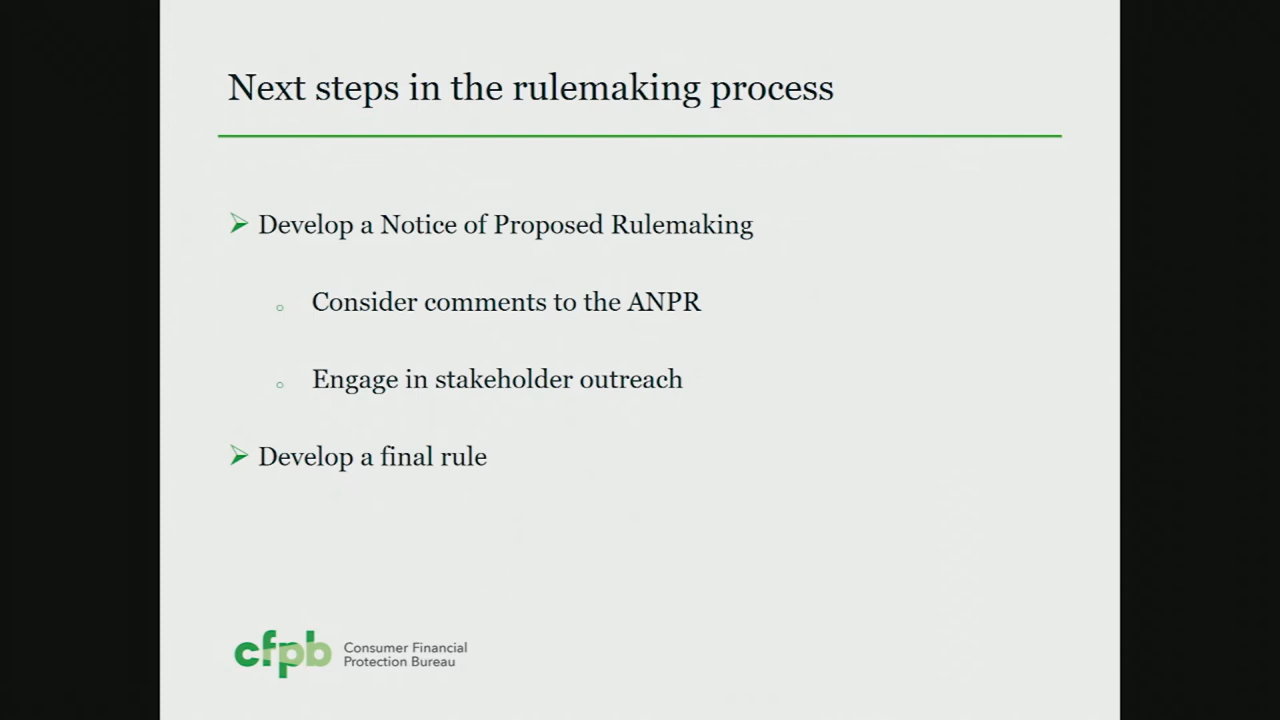 Next steps in the rulemaking process
Develop a Notice of Proposed Rulemaking
Consider comments to the ANPR
Engage in stakeholder outreach
Develop a final rule
cfpb
Consumer Financial
Protection Bureau